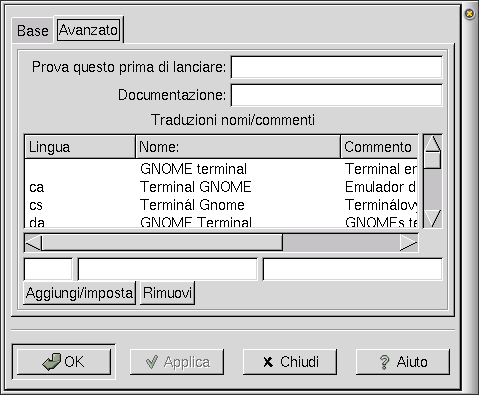 Base Avanzato
Prova questo prima di lanciare:
Documentazione:
Traduzioni nomi/commenti
Lingua Nome: Commento
GNOME terminal Terminal er
ca Terminal GNOME Emulador d
cs Terminál Gnome Terminálov
da GNOME Terminal GNOMEs te
Aggiungi/imposta Rimuovi
OK Applica Chiudi Aiuto